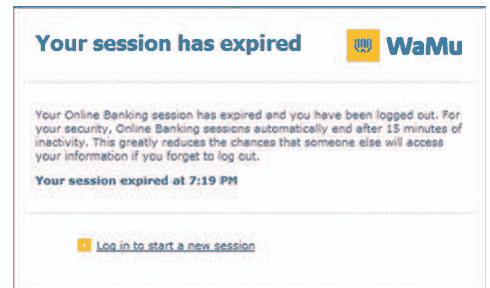 Your session has expired
WaMu
Your Online Banking session has expired and you have been logged out. For
your security, Online Banking sessions automatically end after 15 minutes of
inactivity. This greatly reduces the chances that someone else will access
your information if you forget to log out.
Your session expired at 7:19 PM
Log in to start a new session